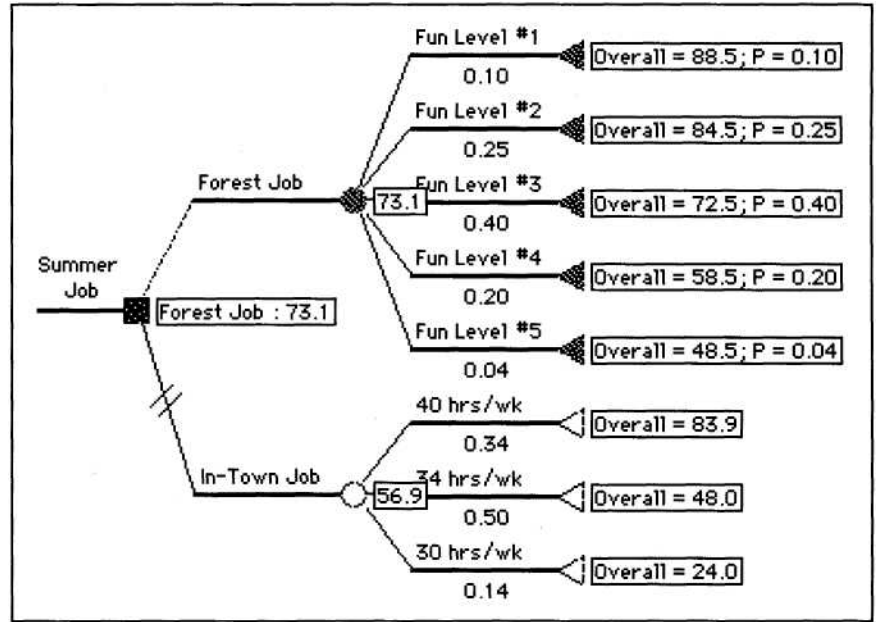 Fun Level #1
0.10
Overall = 88.5; P = 0.10
Fun Level #2
0.25
Overall = 84.5; P = 0.25
Forest Job
73.1
Fun Level #3
0.40
Overall = 72.5; P = 0.40
Fun Level #4
0.20
Overall = 58.5; P = 0.20
Summer
Job
Forest Job : 73.1
Fun Level #5
0.04
Overall = 48.5; P = 0.04
40 hrs/wk
0.34
Overall = 83.9
In-Town Job
56.9
34 hrs/wk
0.50
Overall = 48.0
30 hrs/wk
0.14
Overall = 24.0